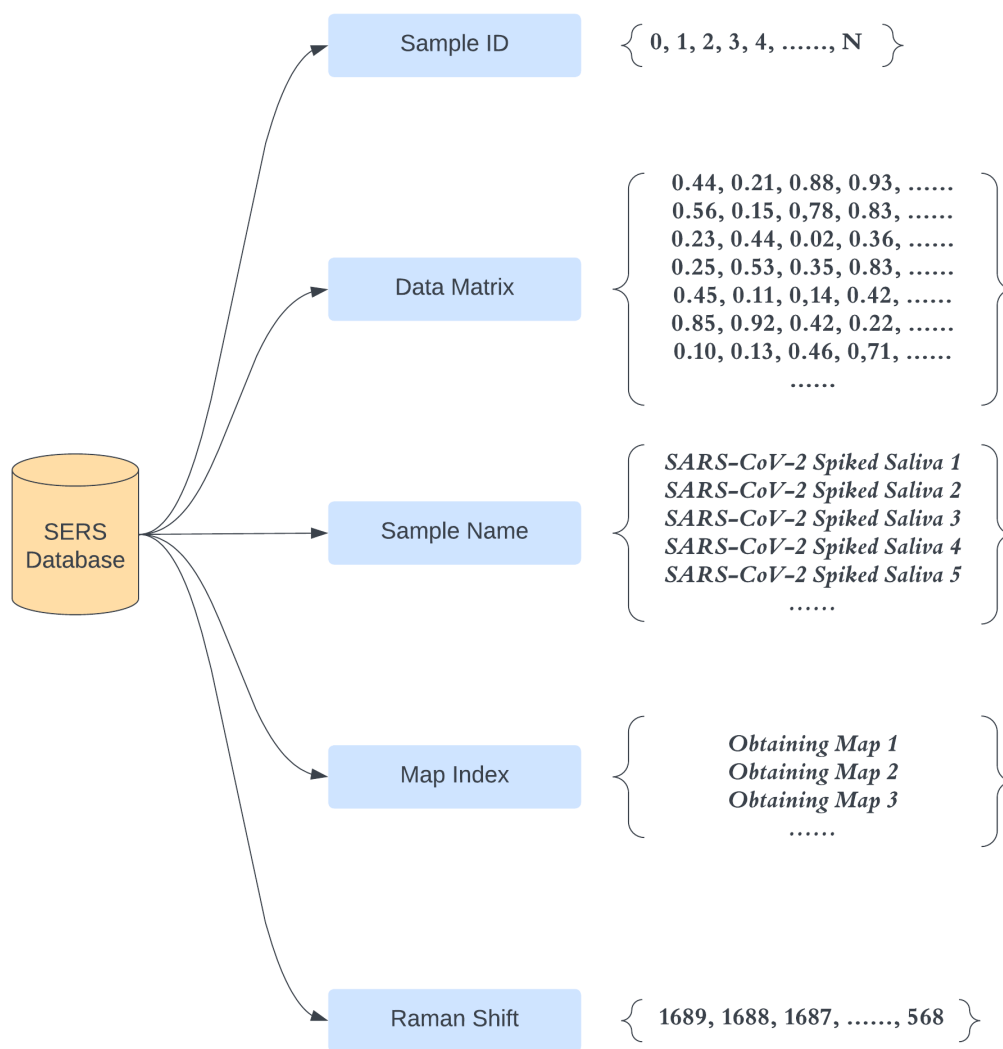 Sample ID
{ 0, 1, 2, 3, 4, ......, N }
Data Matrix
0.44, 0.21, 0.88, 0.93, ......
0.56, 0.15, 0,78, 0.83, ......
0.23, 0.44, 0.02, 0.36, ......
0.25, 0.53, 0.35, 0.83, ......
0.45, 0.11, 0,14, 0.42, ......
0.85, 0.92, 0.42, 0.22, ......
0.10, 0.13, 0.46, 0,71, ......
......
SERS
Database
Sample Name
SARS-CoV-2 Spiked Saliva 1
SARS-CoV-2 Spiked Saliva 2
SARS-CoV-2 Spiked Saliva 3
SARS-CoV-2 Spiked Saliva 4
SARS-CoV-2 Spiked Saliva 5
......
Map Index
Obtaining Map 1
Obtaining Map 2
Obtaining Map 3
......
Raman Shift
{ 1689, 1688, 1687, ......, 568 }